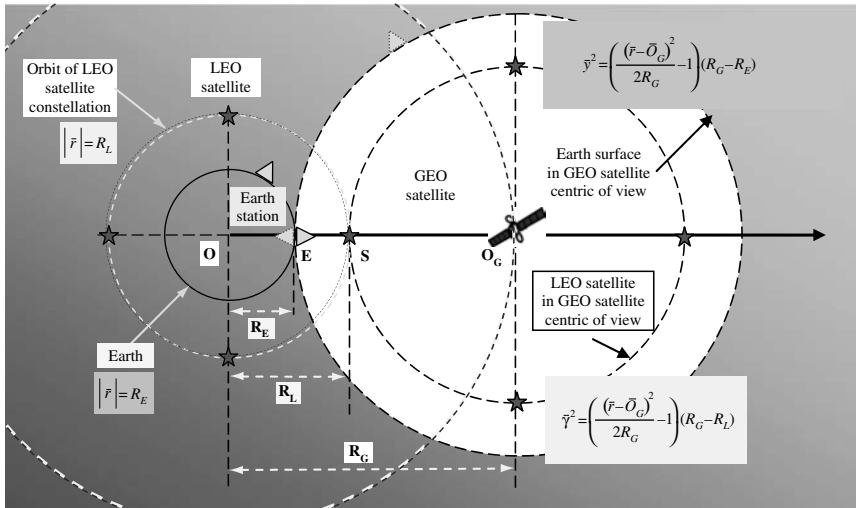 Orbit of LEO
satellite
constellation
|r̄|=R_L
LEO
satellite
Earth
station
GEO
satellite
ȳ²=((r̄−Ō_G)²/2R_G −1).(R_G−R_E)
Earth surface
in GEO satellite
centric of view
O
E
S
O_G
LEO satellite
in GEO satellite
centric of view
R_E
Earth
|r̄|=R_E
R_L
R_G
γ̄²=((r̄−Ō_G)²/2R_G −1).(R_G−R_L)